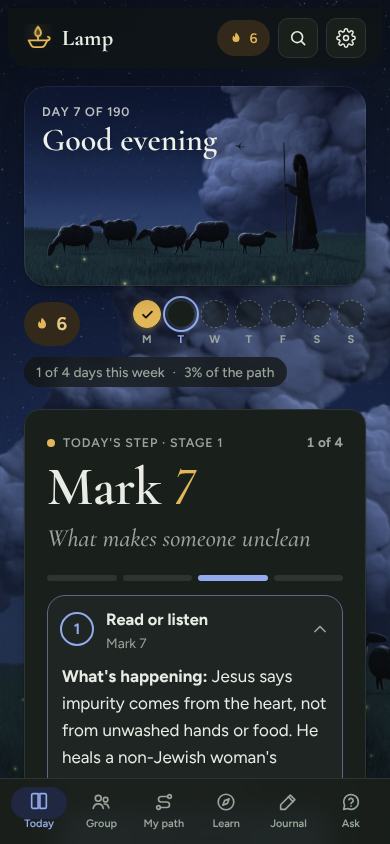 Lamp
6
DAY 7 OF 190
Good evening
6
M T W T F S S
1 of 4 days this week · 3% of the path
TODAY'S STEP · STAGE 1
1 of 4
Mark 7
What makes someone unclean
1
Read or listen
Mark 7
What's happening: Jesus says
impurity comes from the heart, not
from unwashed hands or food. He
heals a non-Jewish woman's
Today Group My path Learn Journal Ask